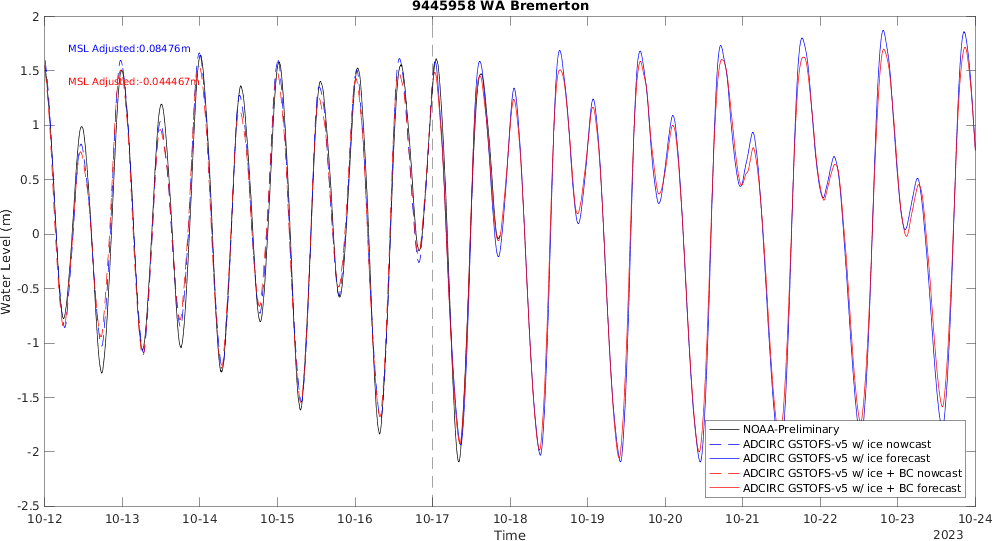 9445958 WA Bremerton
MSL Adjusted:0.08476m
MSL Adjusted:-0.044467m
Water Level (m)
2
1.5
1
0.5
0
-0.5
-1
-1.5
-2
-2.5
NOAA-Preliminary
ADCIRC GSTOFS-v5 w/ ice nowcast
ADCIRC GSTOFS-v5 w/ ice forecast
ADCIRC GSTOFS-v5 w/ ice + BC nowcast
ADCIRC GSTOFS-v5 w/ ice + BC forecast
10-12 10-13 10-14 10-15 10-16 10-17 10-18 10-19 10-20 10-21 10-22 10-23 10-24
Time
2023